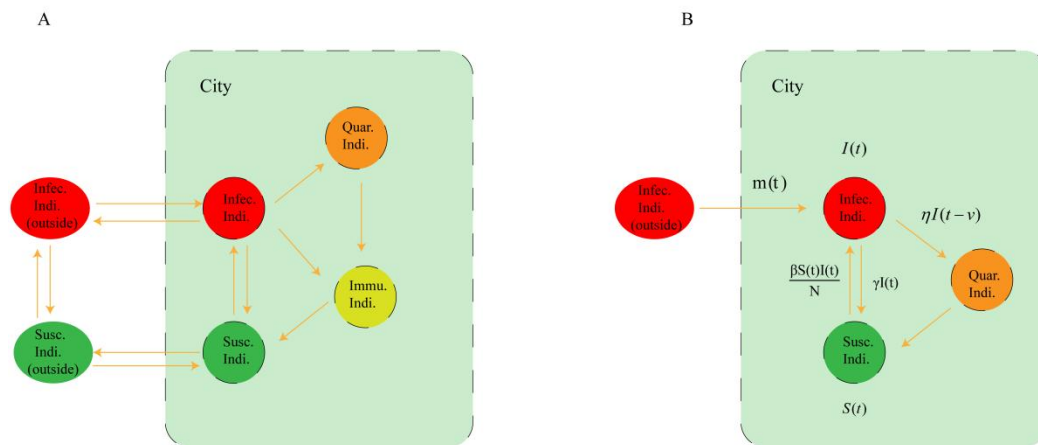 A
City
Quar.
Indi.
Infec.
Indi.
(outside)
Infec.
Indi.
Immu.
Indi.
Susc.
Indi.
(outside)
Susc.
Indi.
B
City
I(t)
m(t)
Infec.
Indi.
(outside)
Infec.
Indi.
ηI(t−v)
βS(t)I(t)
N
γI(t)
Quar.
Indi.
Susc.
Indi.
S(t)